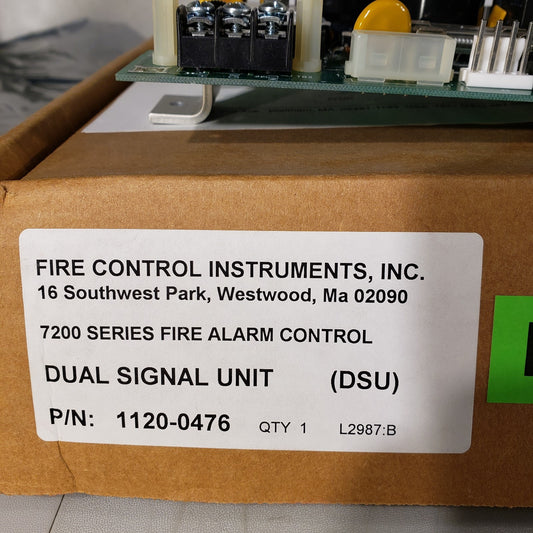 FIRE CONTROL INSTRUMENTS, INC.
16 Southwest Park, Westwood, Ma 02090
7200 SERIES FIRE ALARM CONTROL
DUAL SIGNAL UNIT (DSU)
P/N: 1120-0476 QTY 1 L2987:B